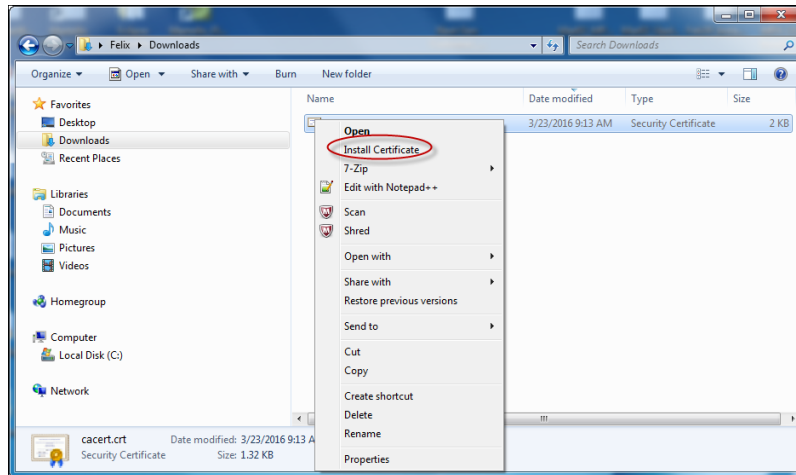 Felix ▸ Downloads
Search Downloads
Organize
Open
Share with
Burn
New folder
Name
Date modified
Type
Size
Favorites
Desktop
Downloads
Recent Places
Libraries
Documents
Music
Pictures
Videos
Homegroup
Computer
Local Disk (C:)
Network
3/23/2016 9:13 AM
Security Certificate
2 KB
Open
Install Certificate
7-Zip
Edit with Notepad++
Scan
Shred
Open with
Share with
Restore previous versions
Send to
Cut
Copy
Create shortcut
Delete
Rename
Properties
cacert.crt
Date modified: 3/23/2016 9:13 A
Security Certificate
Size: 1.32 KB